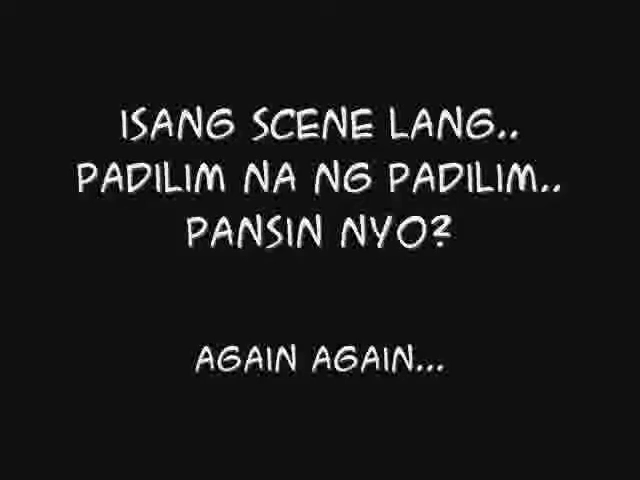 ISANG SCENE LANG..
PADILIM NA NG PADILIM..
PANSIN NYO?
AGAIN AGAIN...